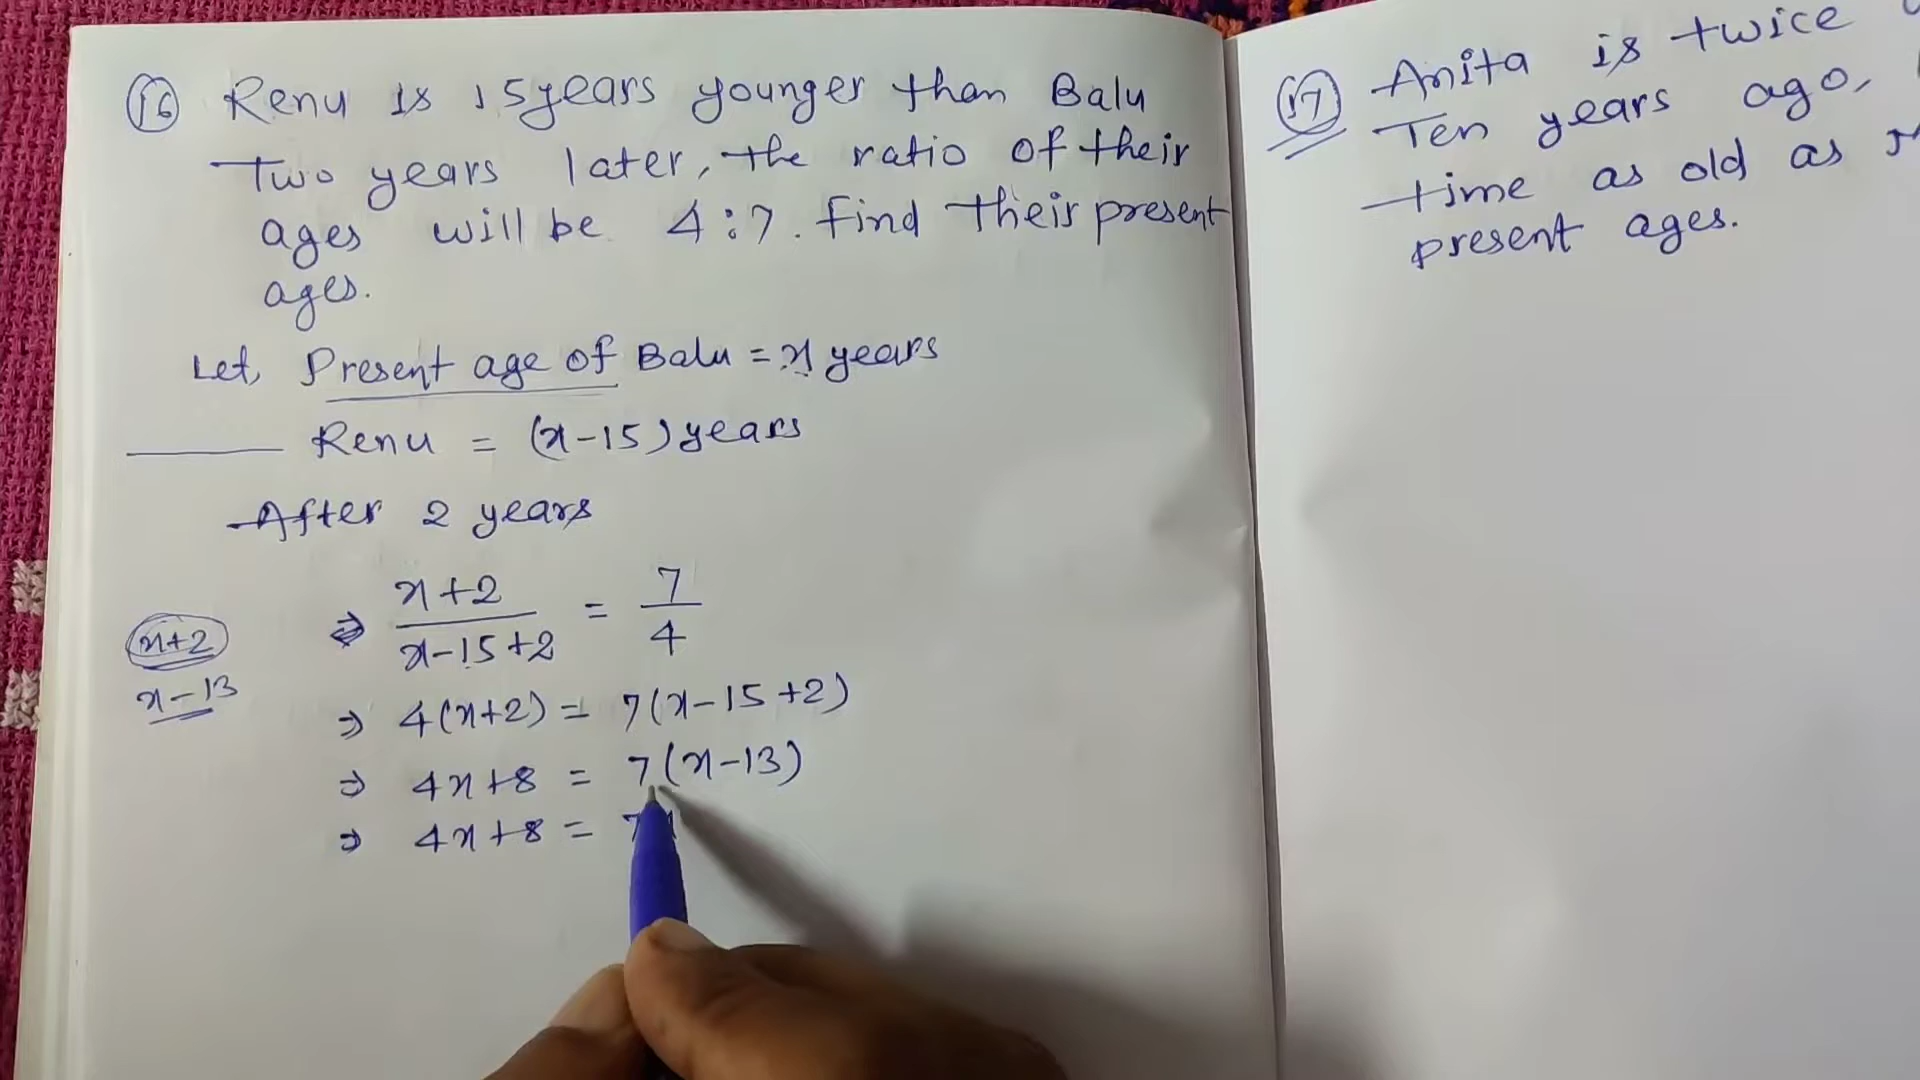 16 Renu is 15years younger than Balu
Two years later, the ratio of their
ages will be 4:7. Find their present
ages.
Let, Present age of Balu = x years
Renu = (x-15) years
After 2 years
⇒ x+2 / x-15+2 = 7/4
x+2
x-13
⇒ 4(x+2) = 7(x-15+2)
⇒ 4x+8 = 7(x-13)
⇒ 4x+8 = 7x
17 Anita is twice
Ten years ago,
time as old as
present ages.